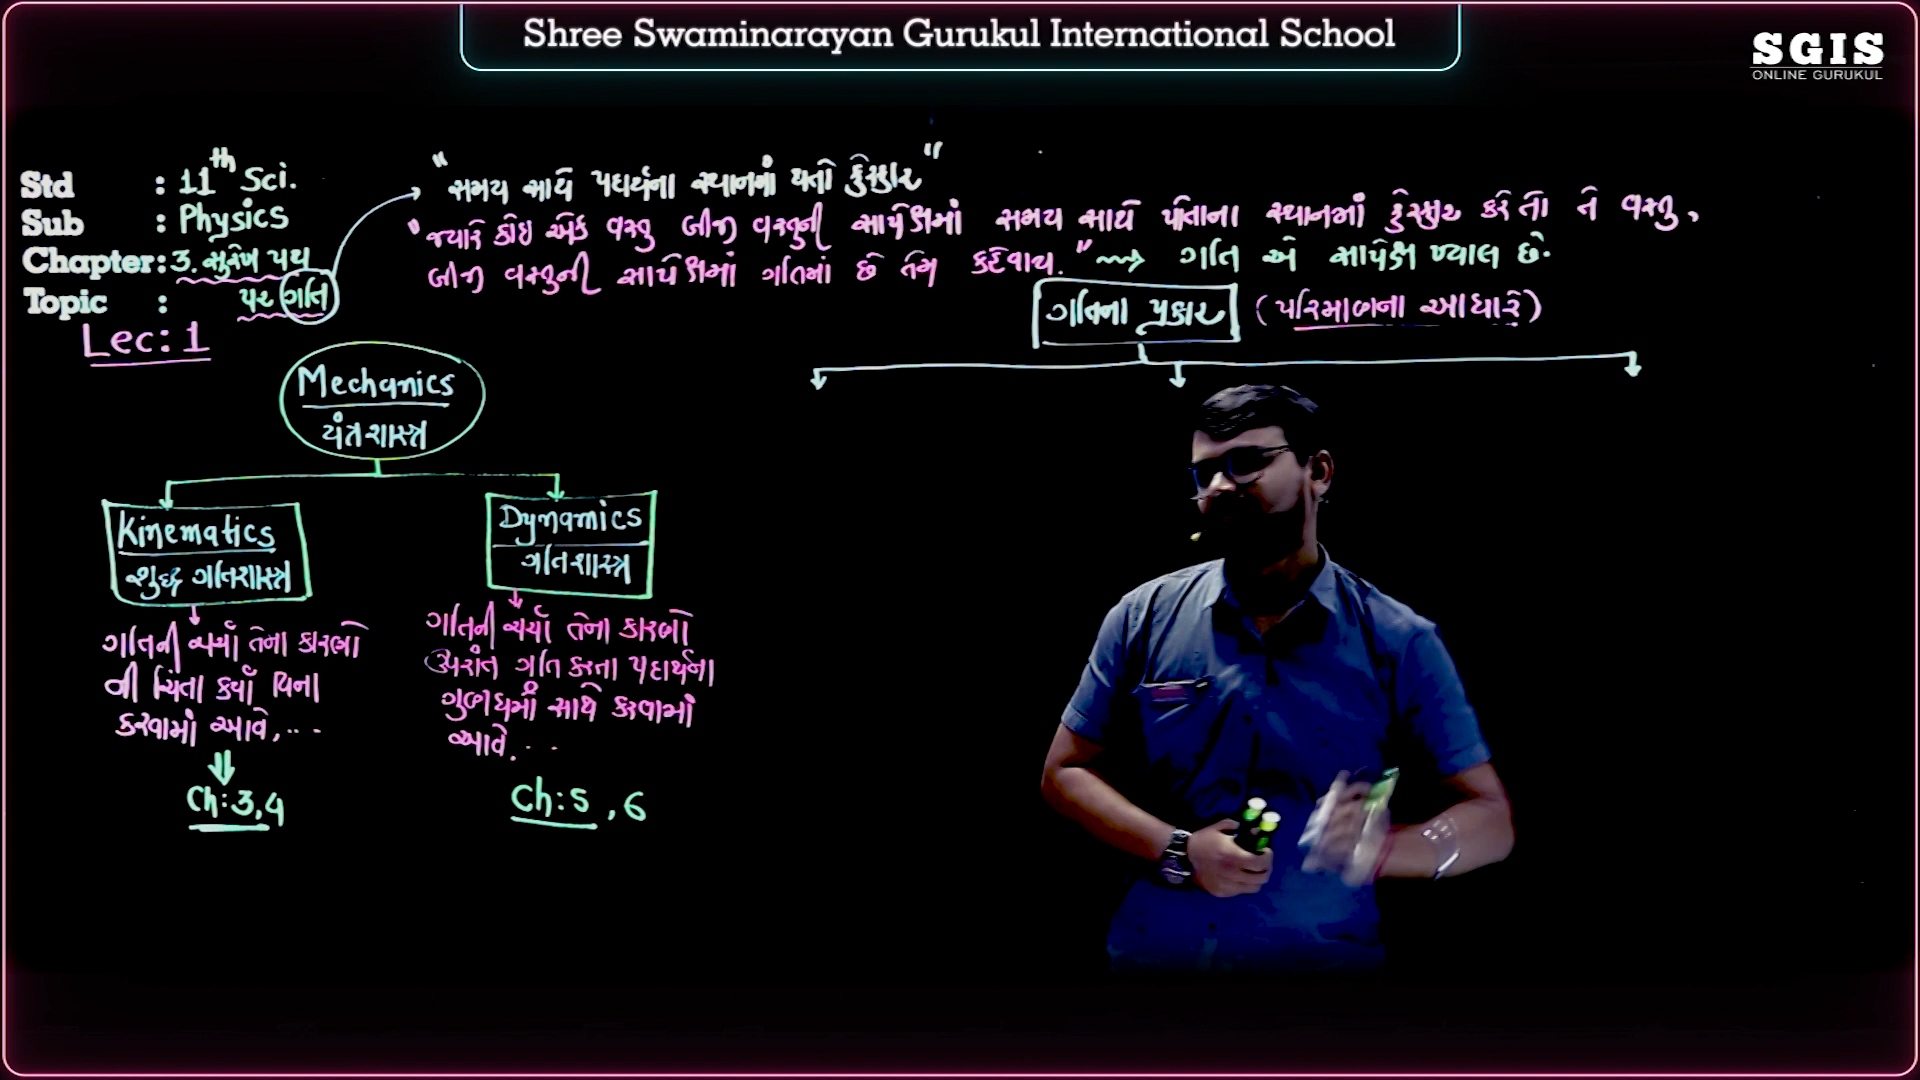 Shree Swaminarayan Gurukul International School
SGIS
ONLINE GURUKUL
Std : 11th Sci.
Sub : Physics
Chapter: 3. સુરેખ પથ
Topic : પર ગતિ
Lec: 1
"સમય સાથે પદાર્થના સ્થાનમાં થતો ફેરફાર"
"જ્યારે કોઇ એક વસ્તુ બીજી વસ્તુની સાપેક્ષમાં સમય સાથે પોતાના સ્થાનમાં ફેરફાર કરે તો તે વસ્તુ,
બીજી વસ્તુની સાપેક્ષમાં ગતિમાં છે તેમ કહેવાય." ગતિ એ સાપેક્ષ ખ્યાલ છે.
ગતિના પ્રકાર (પરિમાણના આધારે)
Mechanics
યંત્રશાસ્ત્ર
Kinematics
શુદ્ધ ગતિશાસ્ત્ર
ગતિની ચર્ચા તેના કારણો
ની ચિંતા કર્યા વિના
કરવામાં આવે,...
Ch:3,4
Dynamics
ગતિશાસ્ત્ર
ગતિની ચર્ચા તેના કારણો
ઉપરાંત ગતિ કરતા પદાર્થના
ગુણધર્મો સાથે કરવામાં
આવે...
Ch:5,6